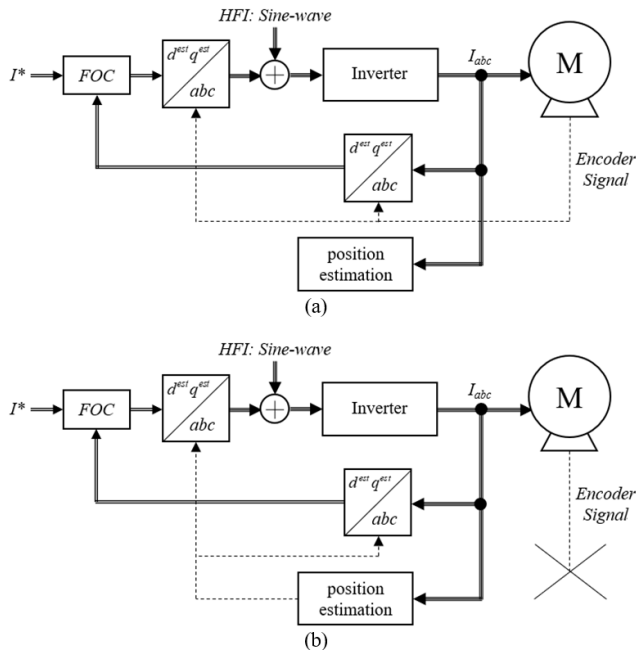 HFI: Sine-wave
I*
FOC
d^est q^est
abc
Inverter
I_abc
M
d^est q^est
abc
Encoder
Signal
position
estimation
(a)
HFI: Sine-wave
I*
FOC
d^est q^est
abc
Inverter
I_abc
M
d^est q^est
abc
Encoder
Signal
position
estimation
(b)